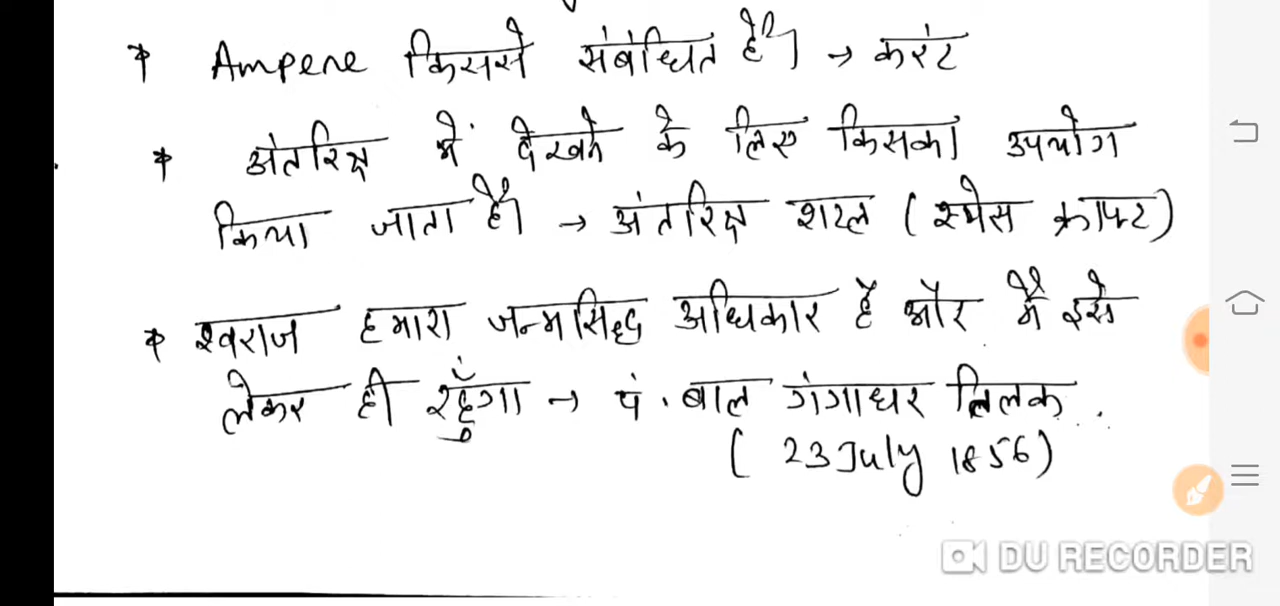 * Ampere किससे संबंधित है। → करंट
* अंतरिक्ष में देखने के लिए किसका उपयोग
किया जाता है। → अंतरिक्ष शटल (स्पेस क्राफ्ट)
* स्वराज हमारा जन्मसिद्ध अधिकार है और मैं इसे
लेकर ही रहूंगा → पं. बाल गंगाधर तिलक
(23 July 1856)
DU RECORDER